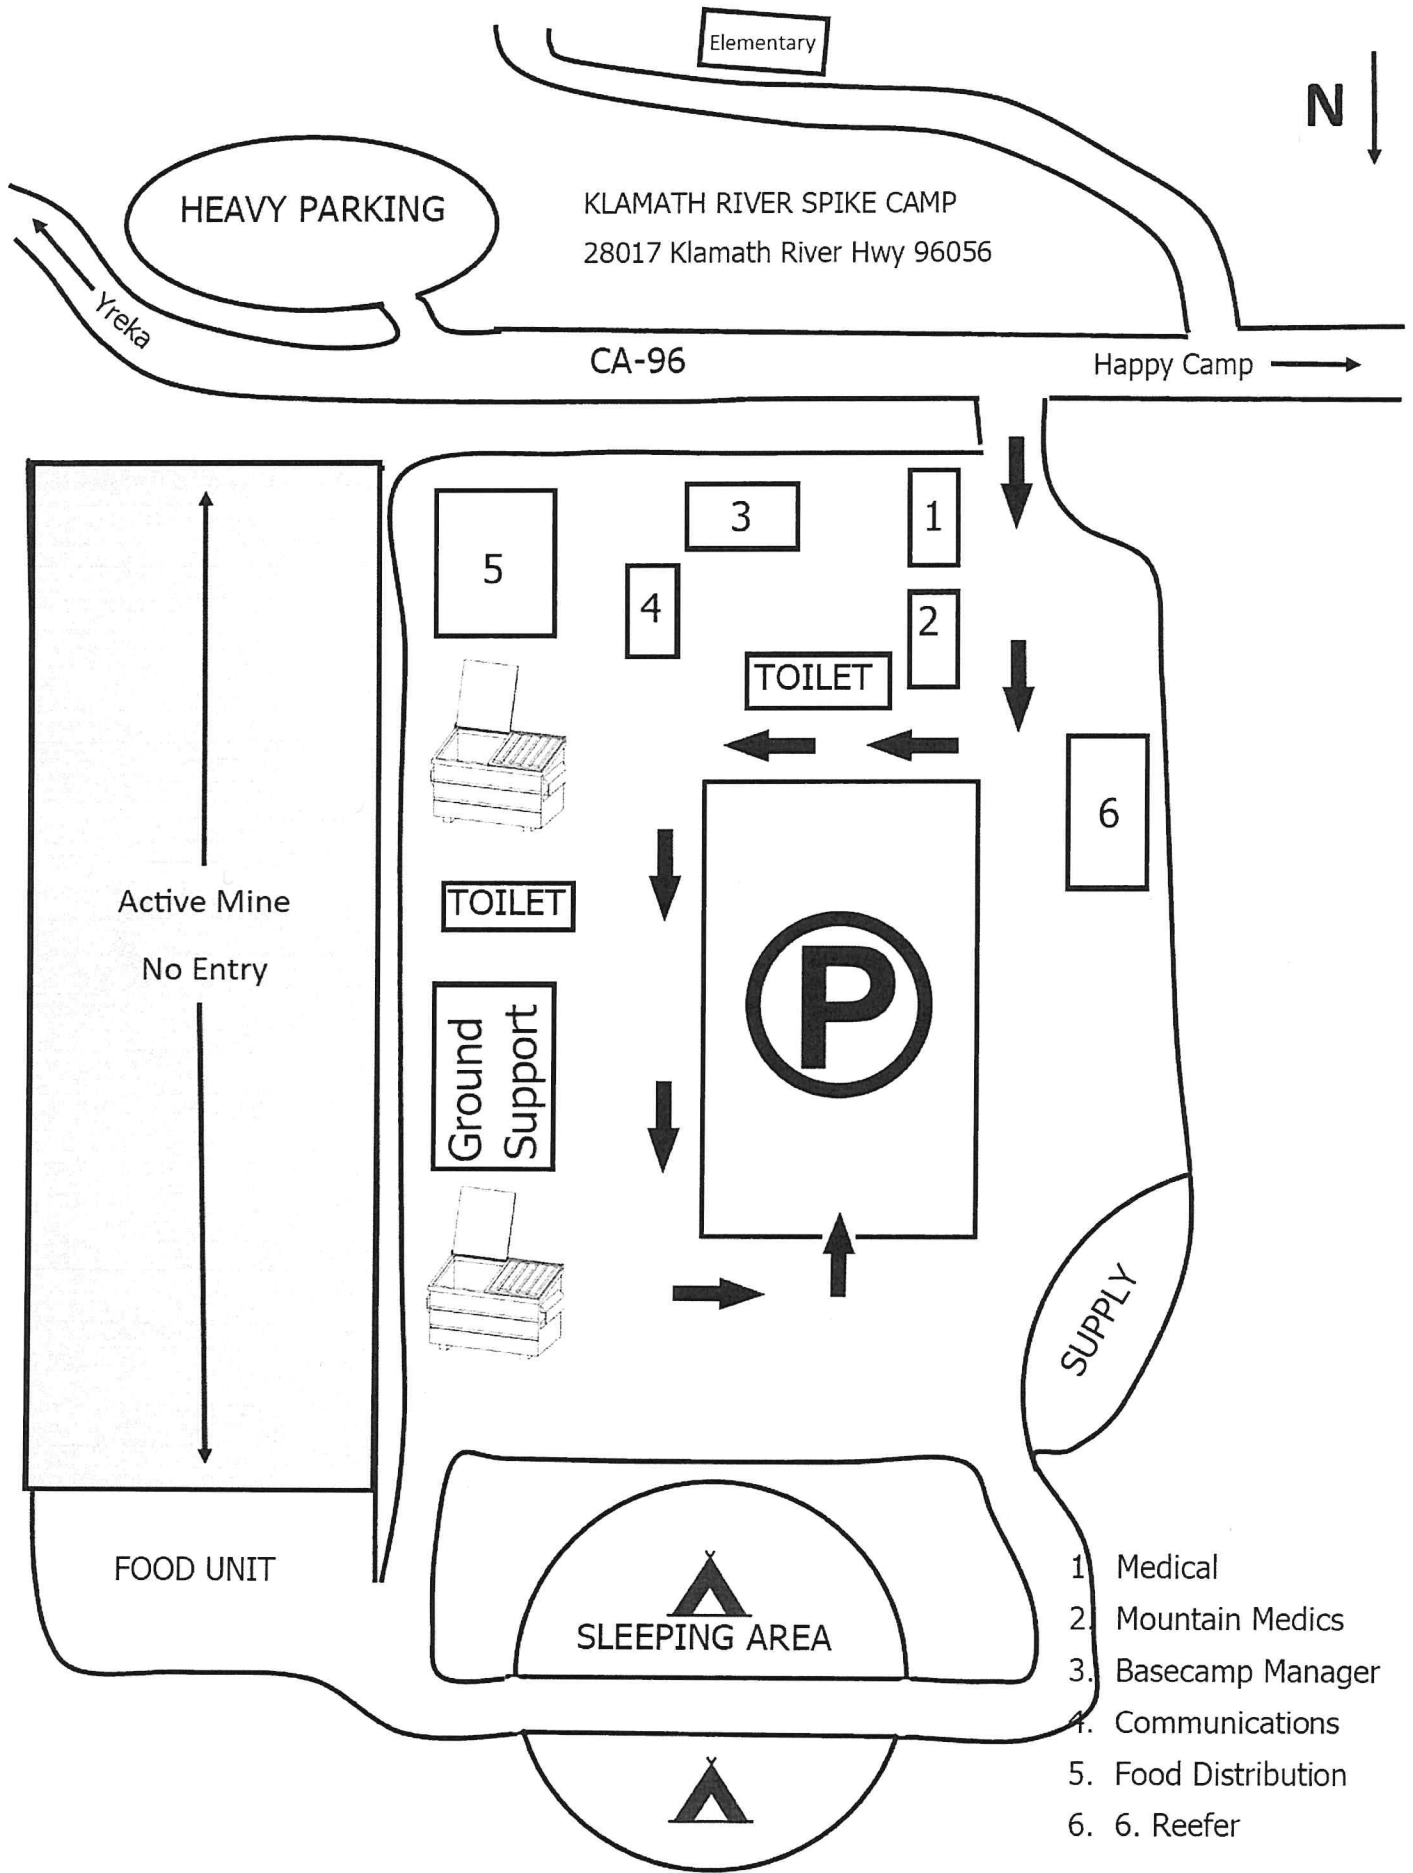 Elementary
N
HEAVY PARKING
KLAMATH RIVER SPIKE CAMP
28017 Klamath River Hwy 96056
Yreka
CA-96
Happy Camp
1
3
5
4
2
TOILET
6
Active Mine
No Entry
TOILET
P
Ground
Support
SUPPLY
FOOD UNIT
SLEEPING AREA
1 Medical
2. Mountain Medics
3. Basecamp Manager
4. Communications
5. Food Distribution
6. 6. Reefer